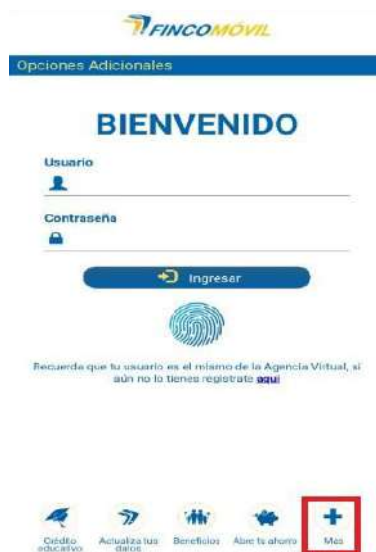 FINCOMÓVIL
Opciones Adicionales
BIENVENIDO
Usuario
Contraseña
Ingresar
Recuerda que tu usuario es el mismo de la Agencia Virtual, si
aún no lo tienes registrate aquí
Crédito educativo
Actualiza tus datos
Beneficios
Abre tu ahorro
Mas